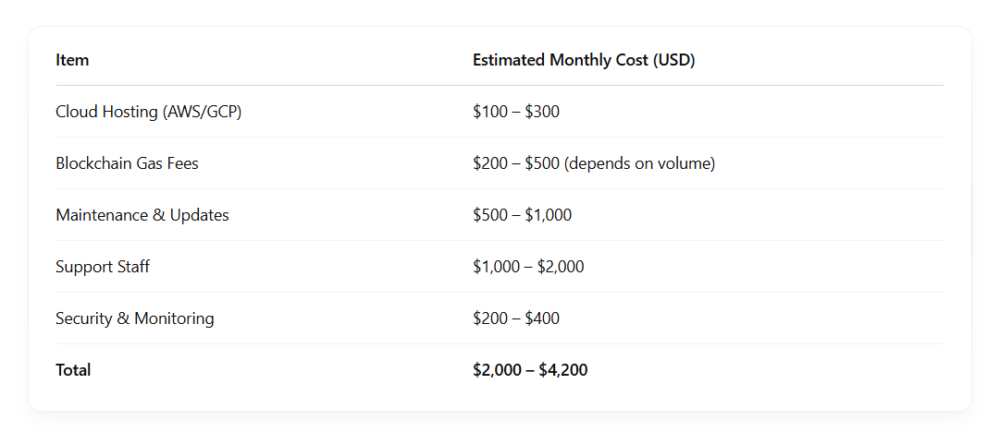 Item Estimated Monthly Cost (USD)
Cloud Hosting (AWS/GCP) $100 – $300
Blockchain Gas Fees $200 – $500 (depends on volume)
Maintenance & Updates $500 – $1,000
Support Staff $1,000 – $2,000
Security & Monitoring $200 – $400
Total $2,000 – $4,200